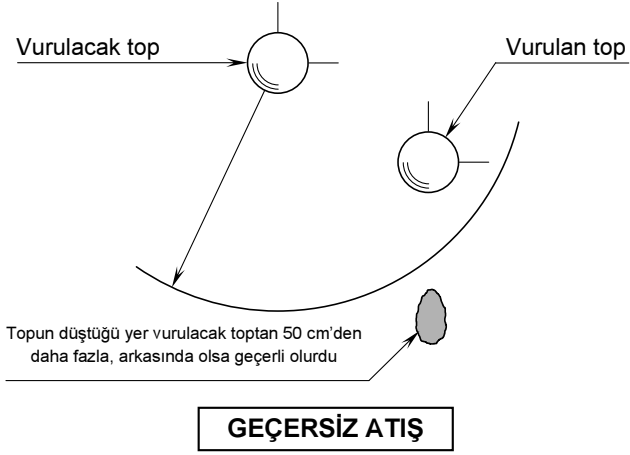 Vurulacak top
Vurulan top
Topun düştüğü yer vurulacak toptan 50 cm'den
daha fazla, arkasında olsa geçerli olurdu
GEÇERSİZ ATIŞ